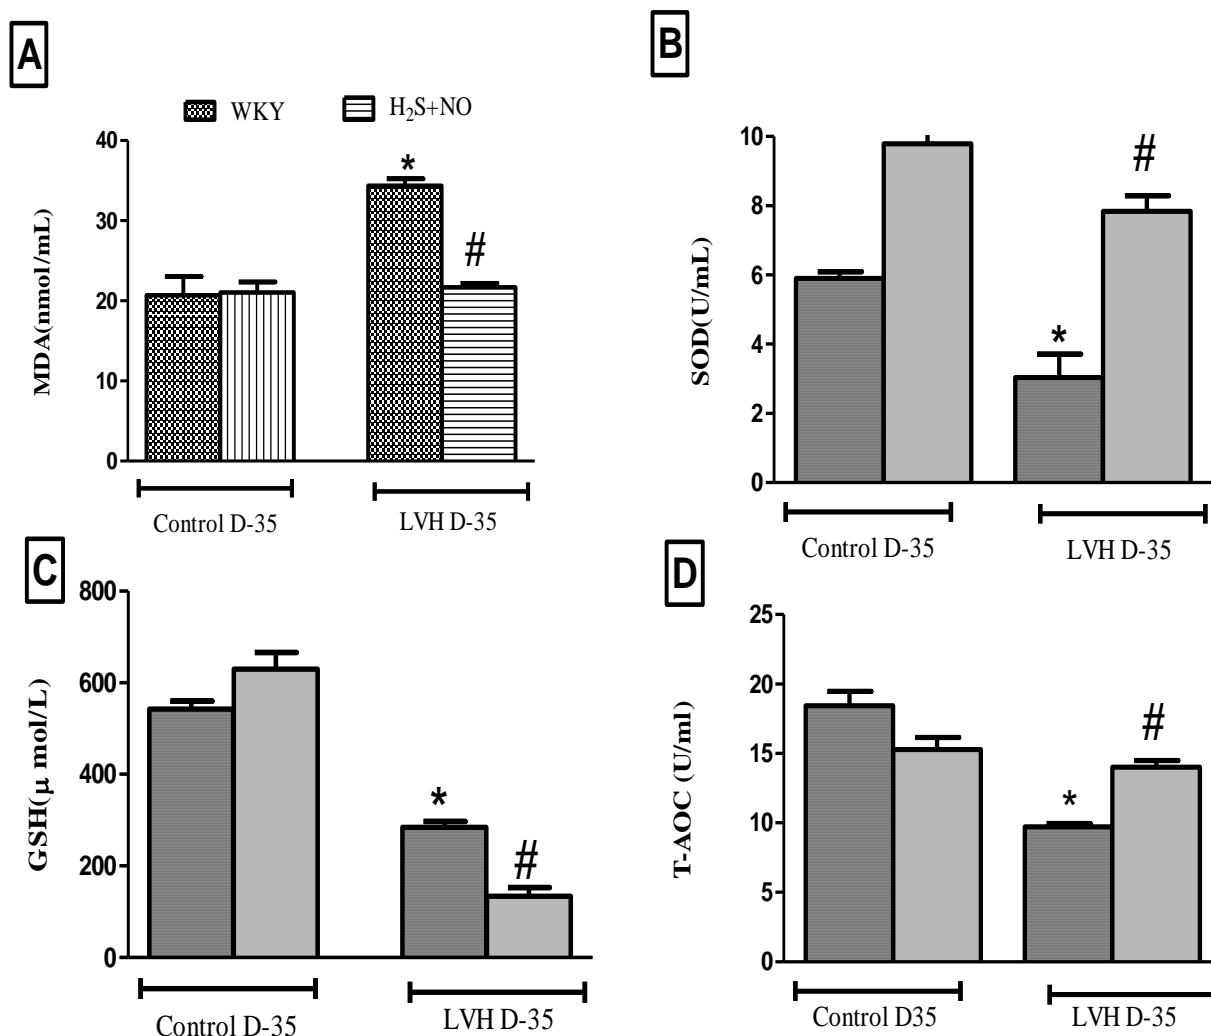 A
WKY
H₂S+NO
MDA(nmol/mL)
40
30
20
10
0
*
#
Control D-35
LVH D-35
B
SOD(U/mL)
10
8
6
4
2
0
*
#
Control D-35
LVH D-35
C
GSH(μ mol/L)
800
600
400
200
0
*
#
Control D-35
LVH D-35
D
T-AOC (U/ml)
25
20
15
10
5
0
*
#
Control D35
LVH D-35